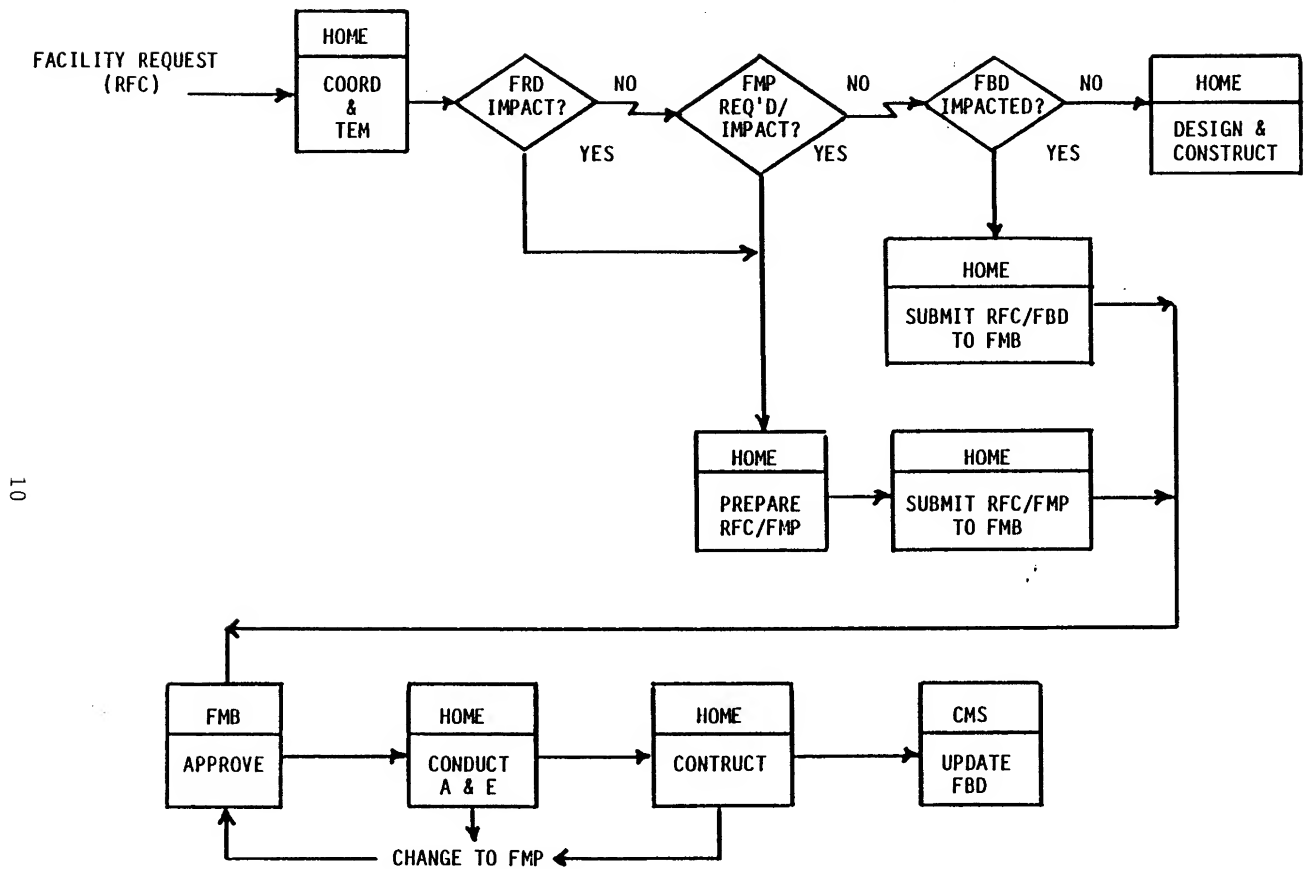 FACILITY REQUEST
(RFC)
HOME
COORD
&
TEM
FRD
IMPACT?
NO
YES
FMP
REQ'D/
IMPACT?
NO
YES
FBD
IMPACTED?
NO
YES
HOME
DESIGN &
CONSTRUCT
HOME
SUBMIT RFC/FBD
TO FMB
HOME
PREPARE
RFC/FMP
HOME
SUBMIT RFC/FMP
TO FMB
10
FMB
APPROVE
HOME
CONDUCT
A & E
HOME
CONTRUCT
CMS
UPDATE
FBD
CHANGE TO FMP